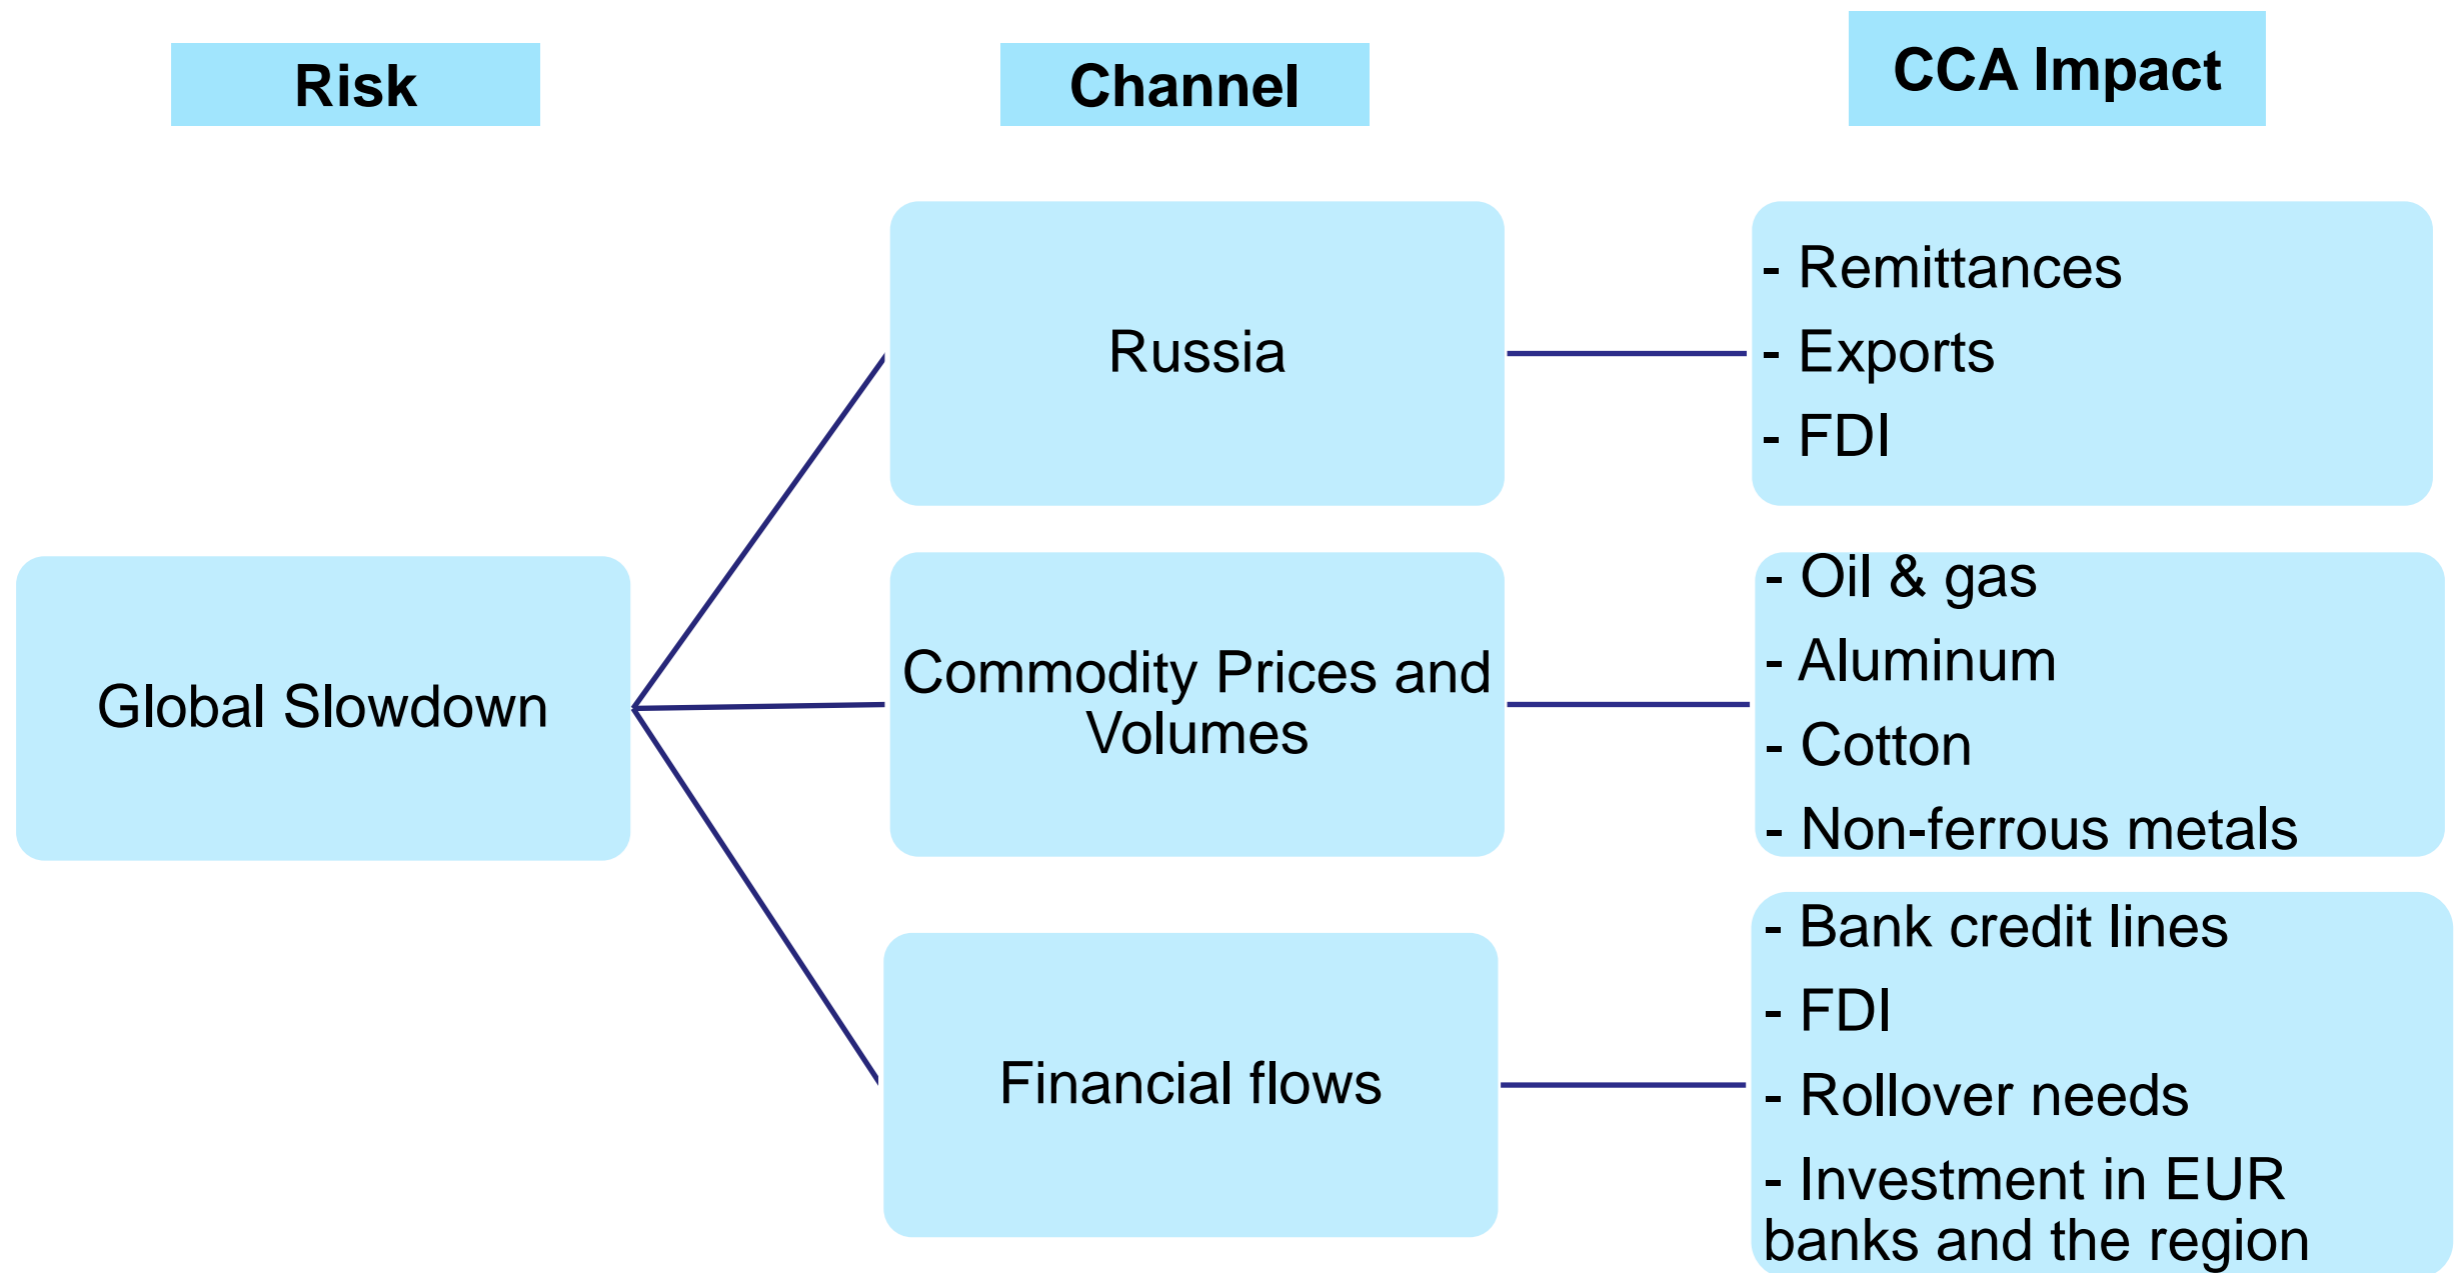 Risk
Channel
CCA Impact
Russia
- Remittances
- Exports
- FDI
Global Slowdown
Commodity Prices and
Volumes
- Oil & gas
- Aluminum
- Cotton
- Non-ferrous metals
Financial flows
- Bank credit lines
- FDI
- Rollover needs
- Investment in EUR
banks and the region